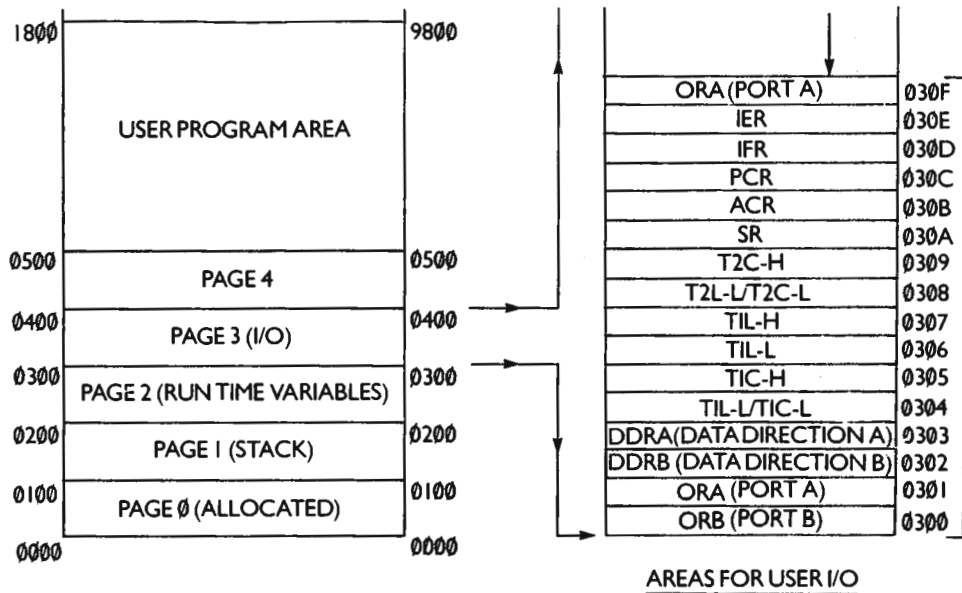 1800
9800
USER PROGRAM AREA
0500
0500
PAGE 4
0400
0400
PAGE 3 (I/O)
0300
0300
PAGE 2 (RUN TIME VARIABLES)
0200
0200
PAGE I (STACK)
0100
0100
PAGE 0 (ALLOCATED)
0000
0000
ORA (PORT A) 030F
IER 030E
IFR 030D
PCR 030C
ACR 030B
SR 030A
T2C-H 0309
T2L-L/T2C-L 0308
TIL-H 0307
TIL-L 0306
TIC-H 0305
TIL-L/TIC-L 0304
DDRA (DATA DIRECTION A) 0303
DDRB (DATA DIRECTION B) 0302
ORA (PORT A) 0301
ORB (PORT B) 0300
AREAS FOR USER I/O